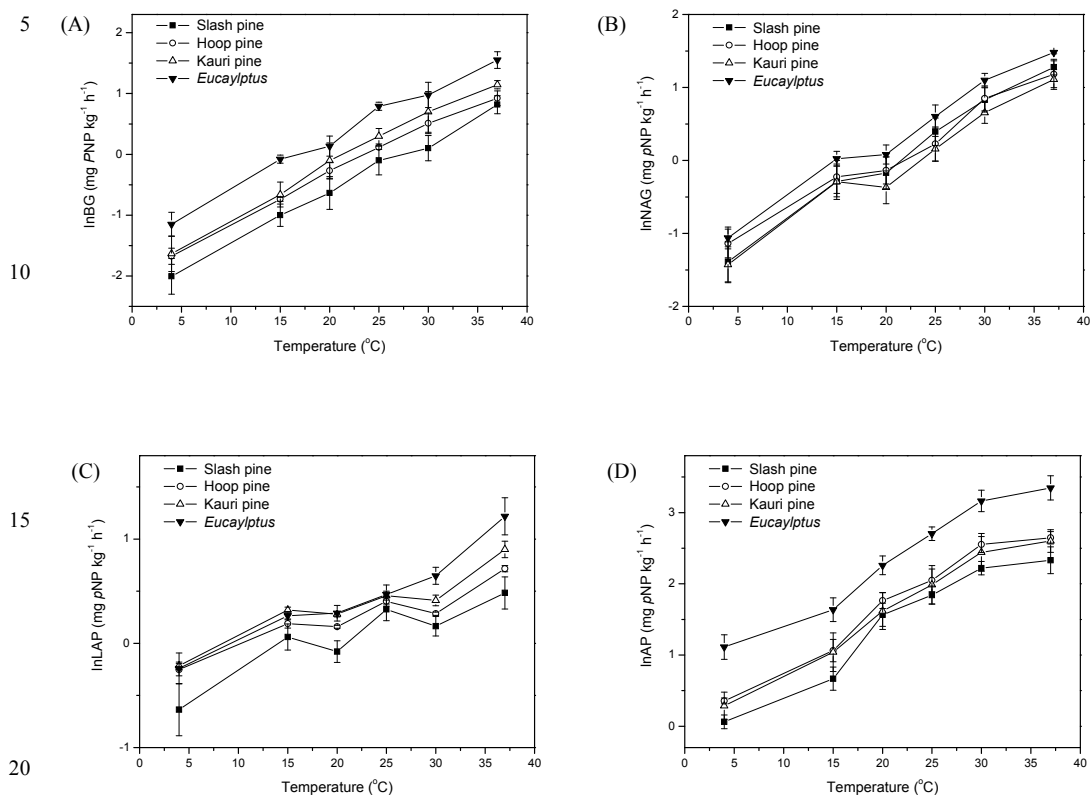 5
(A)
Slash pine
Hoop pine
Kauri pine
Eucaylptus
2
1
0
-1
-2
lnBG (mg PNP kg-1 h-1)
0 5 10 15 20 25 30 35 40
Temperature (oC)
(B)
Slash pine
Hoop pine
Kauri pine
Eucaylptus
2
1
0
-1
-2
lnNAG (mg pNP kg-1 h-1)
0 5 10 15 20 25 30 35 40
Temperature (oC)
10
(C)
Slash pine
Hoop pine
Kauri pine
Eucaylptus
1
0
-1
lnLAP (mg pNP kg-1 h-1)
0 5 10 15 20 25 30 35 40
Temperature (oC)
(D)
Slash pine
Hoop pine
Kauri pine
Eucaylptus
3
2
1
0
lnAP (mg pNP kg-1 h-1)
0 5 10 15 20 25 30 35 40
Temperature (oC)
15
20